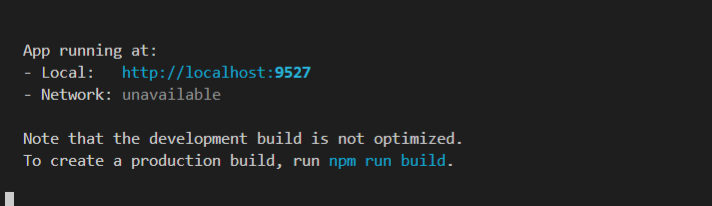 App running at:
- Local:   http://localhost:9527
- Network: unavailable
Note that the development build is not optimized.
To create a production build, run npm run build.